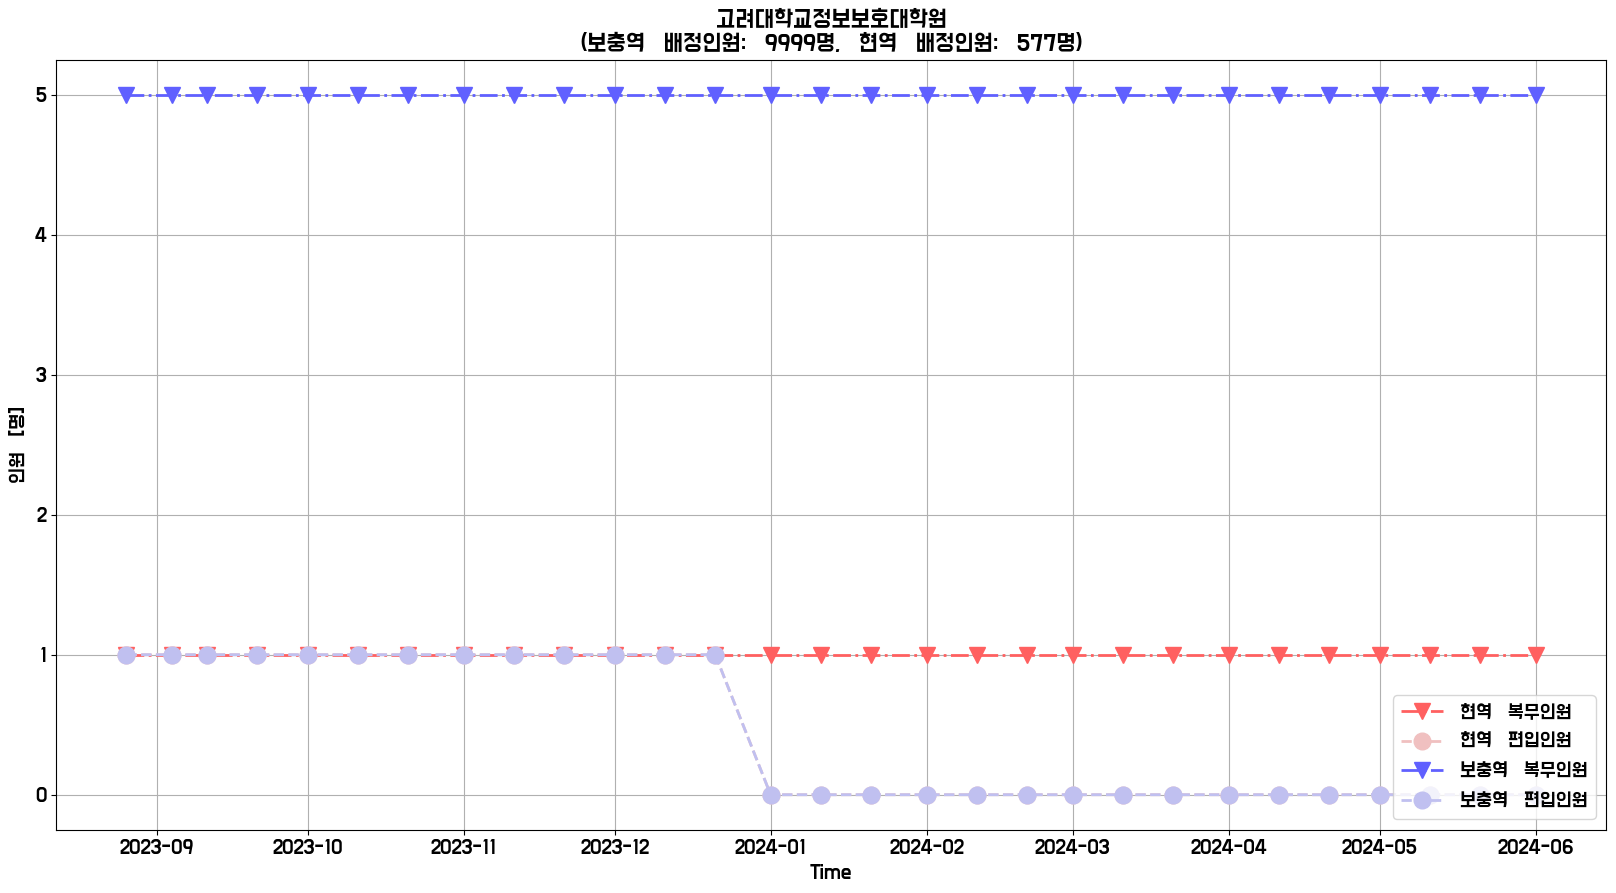 고려대학교정보보호대학원
(보충역 배정인원: 9999명, 현역 배정인원: 577명)
5
4
3
2
1
0
인원 [명]
2023-09 2023-10 2023-11 2023-12 2024-01 2024-02 2024-03 2024-04 2024-05 2024-06
Time
현역 복무인원
현역 편입인원
보충역 복무인원
보충역 편입인원